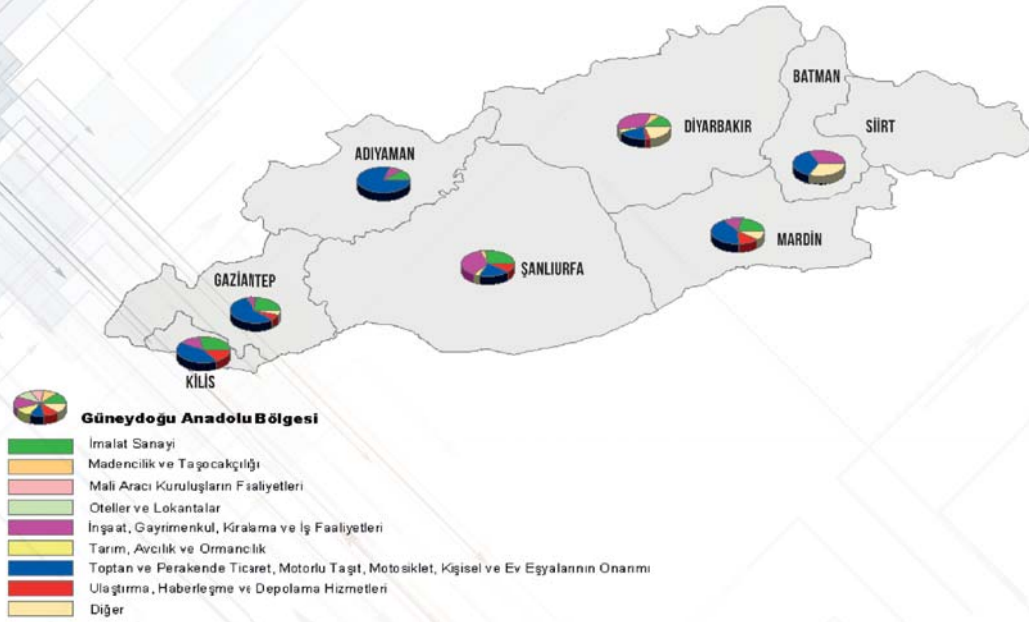 BATMAN
DİYARBAKIR
SİİRT
ADIYAMAN
MARDİN
ŞANLIURFA
GAZİANTEP
KİLİS
Güneydoğu Anadolu Bölgesi
İmalat Sanayi
Madencilik ve Taşocakçılığı
Mali Aracı Kuruluşların Faaliyetleri
Oteller ve Lokantalar
İnşaat, Gayrimenkul, Kiralama ve İş Faaliyetleri
Tarım, Avcılık ve Ormancılık
Toptan ve Perakende Ticaret, Motorlu Taşıt, Motosiklet, Kişisel ve Ev Eşyalarının Onarımı
Ulaştırma, Haberleşme ve Depolama Hizmetleri
Diğer